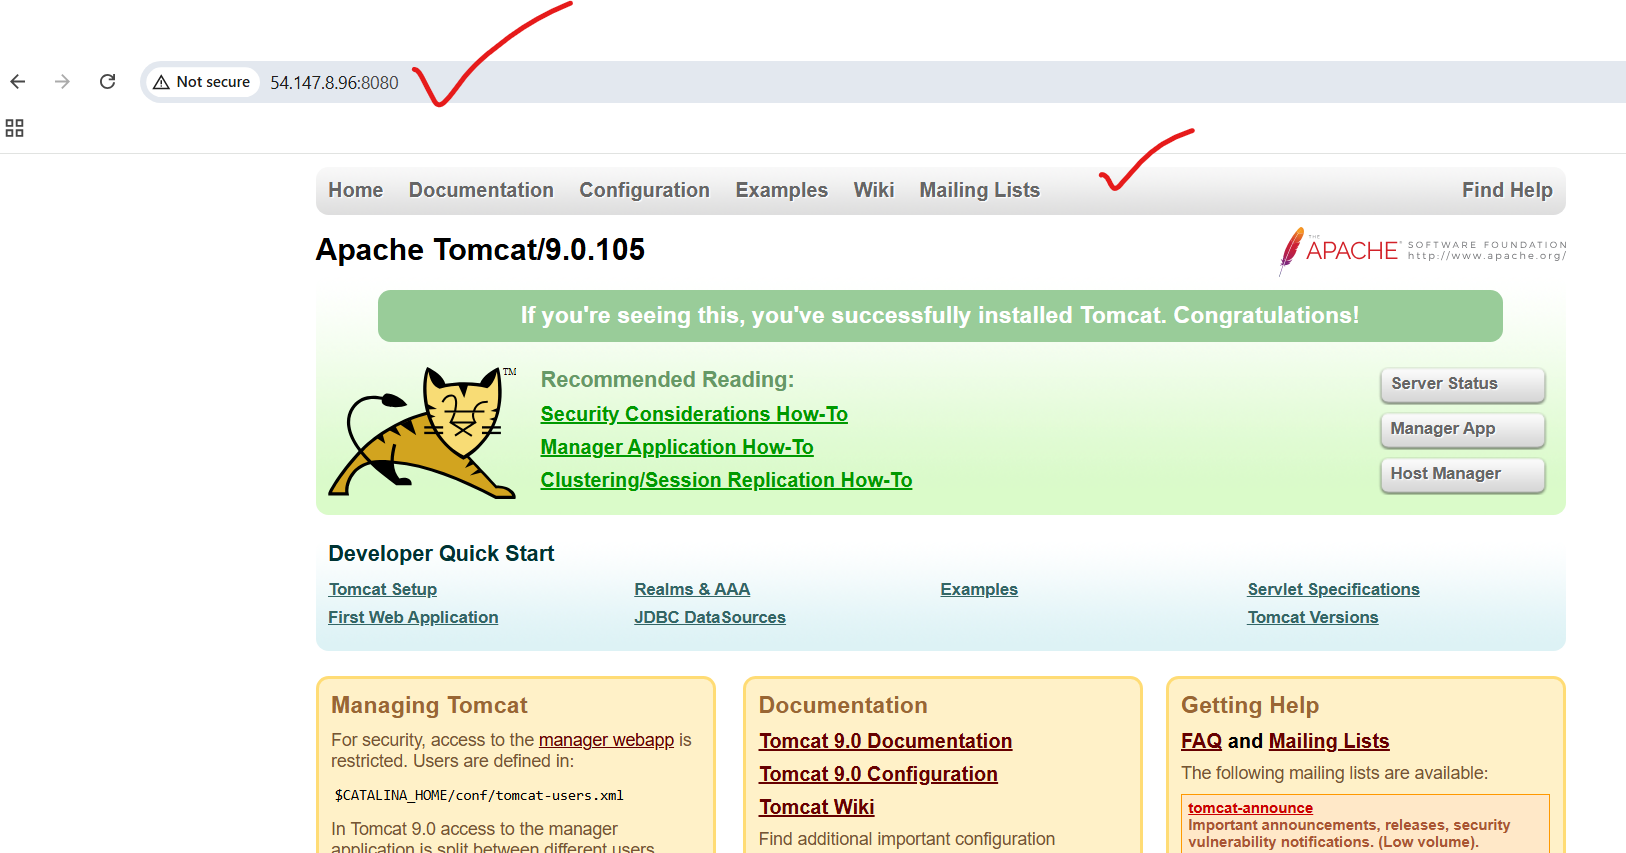 Not secure 54.147.8.96:8080
Home Documentation Configuration Examples Wiki Mailing Lists Find Help
Apache Tomcat/9.0.105
THE APACHE® SOFTWARE FOUNDATION
http://www.apache.org/
If you're seeing this, you've successfully installed Tomcat. Congratulations!
TM
Recommended Reading:
Security Considerations How-To
Manager Application How-To
Clustering/Session Replication How-To
Server Status
Manager App
Host Manager
Developer Quick Start
Tomcat Setup
First Web Application
Realms & AAA
JDBC DataSources
Examples
Servlet Specifications
Tomcat Versions
Managing Tomcat
For security, access to the manager webapp is
restricted. Users are defined in:
$CATALINA_HOME/conf/tomcat-users.xml
In Tomcat 9.0 access to the manager
application is split between different users.
Documentation
Tomcat 9.0 Documentation
Tomcat 9.0 Configuration
Tomcat Wiki
Find additional important configuration
Getting Help
FAQ and Mailing Lists
The following mailing lists are available:
tomcat-announce
Important announcements, releases, security
vulnerability notifications. (Low volume).